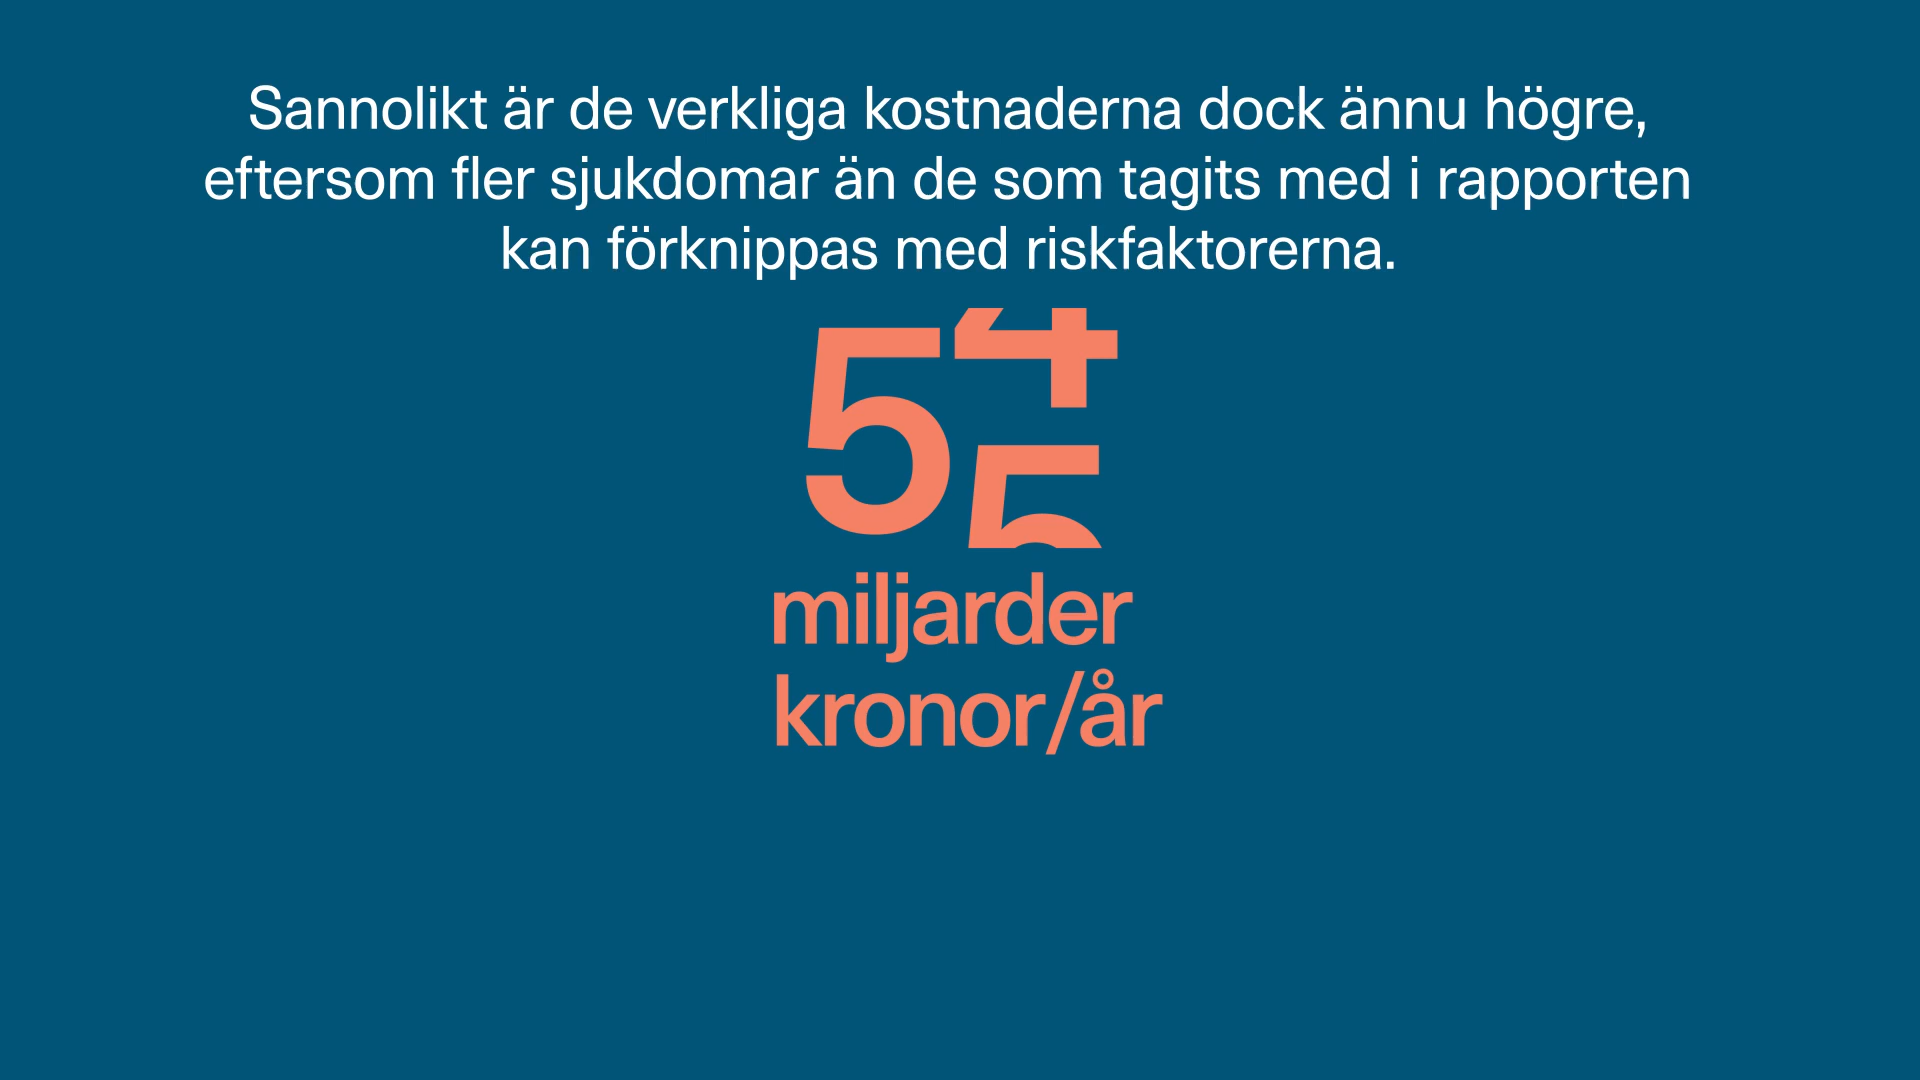 Sannolikt är de verkliga kostnaderna dock ännu högre,
eftersom fler sjukdomar än de som tagits med i rapporten
kan förknippas med riskfaktorerna.
54
5
miljarder
kronor/år